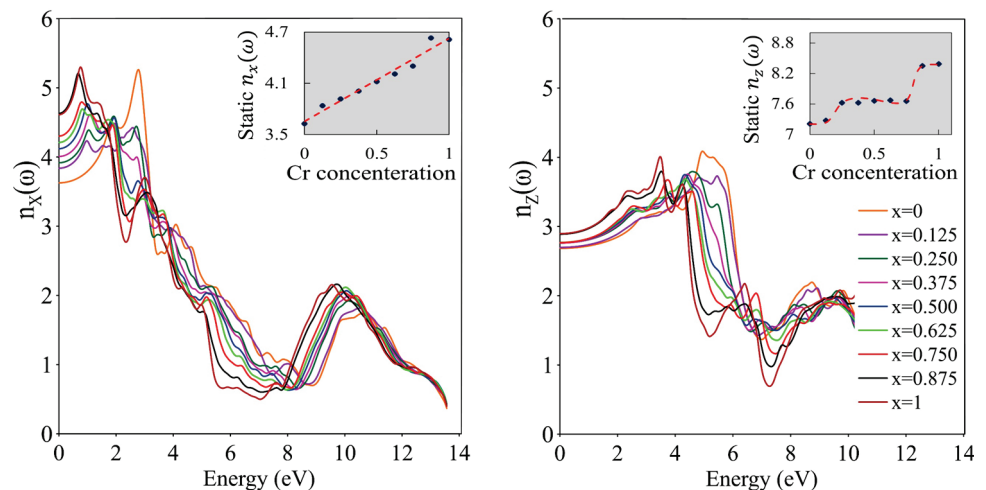 6
5
4
3
2
1
0
n_X(ω)
0 2 4 6 8 10 12 14
Energy (eV)
4.7
4.1
3.5
Static n_x(ω)
0 0.5 1
Cr concenteration
6
5
4
3
2
1
0
n_Z(ω)
0 2 4 6 8 10 12 14
Energy (eV)
8.8
8.2
7.6
7
Static n_z(ω)
0 0.5 1
Cr concenteration
x=0
x=0.125
x=0.250
x=0.375
x=0.500
x=0.625
x=0.750
x=0.875
x=1